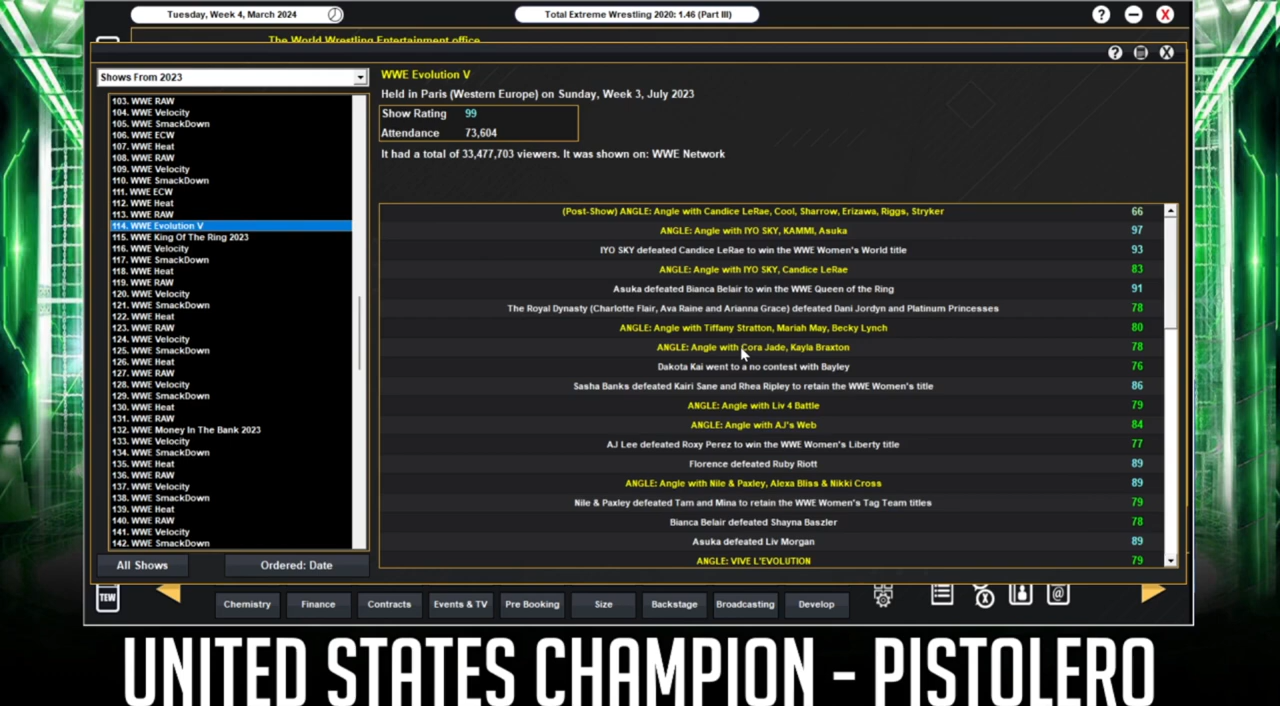 Tuesday, Week 4, March 2024
Total Extreme Wrestling 2020: 1.46 (Part III)
?
X
The World Wrestling Entertainment office
?
X
Shows From 2023
103. WWE RAW
104. WWE Velocity
105. WWE SmackDown
106. WWE ECW
107. WWE Heat
108. WWE RAW
109. WWE Velocity
110. WWE SmackDown
111. WWE ECW
112. WWE Heat
113. WWE RAW
114. WWE Evolution V
115. WWE King Of The Ring 2023
116. WWE Velocity
117. WWE SmackDown
118. WWE Heat
119. WWE RAW
120. WWE Velocity
121. WWE SmackDown
122. WWE Heat
123. WWE RAW
124. WWE Velocity
125. WWE SmackDown
126. WWE Heat
127. WWE RAW
128. WWE Velocity
129. WWE SmackDown
130. WWE Heat
131. WWE RAW
132. WWE Money In The Bank 2023
133. WWE Velocity
134. WWE SmackDown
135. WWE Heat
136. WWE RAW
137. WWE Velocity
138. WWE SmackDown
139. WWE Heat
140. WWE RAW
141. WWE Velocity
142. WWE SmackDown
All Shows
Ordered: Date
WWE Evolution V
Held in Paris (Western Europe) on Sunday, Week 3, July 2023
Show Rating 99
Attendance 73,604
It had a total of 33,477,703 viewers. It was shown on: WWE Network
(Post-Show) ANGLE: Angle with Candice LeRae, Cool, Sharrow, Erizawa, Riggs, Stryker 66
ANGLE: Angle with IYO SKY, KAMMI, Asuka 97
IYO SKY defeated Candice LeRae to win the WWE Women's World title 93
ANGLE: Angle with IYO SKY, Candice LeRae 83
Asuka defeated Bianca Belair to win the WWE Queen of the Ring 91
The Royal Dynasty (Charlotte Flair, Ava Raine and Arianna Grace) defeated Dani Jordyn and Platinum Princesses 78
ANGLE: Angle with Tiffany Stratton, Mariah May, Becky Lynch 80
ANGLE: Angle with Cora Jade, Kayla Braxton 78
Dakota Kai went to a no contest with Bayley 76
Sasha Banks defeated Kairi Sane and Rhea Ripley to retain the WWE Women's title 86
ANGLE: Angle with Liv 4 Battle 79
ANGLE: Angle with AJ's Web 84
AJ Lee defeated Roxy Perez to win the WWE Women's Liberty title 77
Florence defeated Ruby Riott 89
ANGLE: Angle with Nile & Paxley, Alexa Bliss & Nikki Cross 89
Nile & Paxley defeated Tam and Mina to retain the WWE Women's Tag Team titles 79
Bianca Belair defeated Shayna Baszler 78
Asuka defeated Liv Morgan 89
ANGLE: VIVE L'EVOLUTION 79
TEW
Chemistry
Finance
Contracts
Events & TV
Pre Booking
Size
Backstage
Broadcasting
Develop
UNITED STATES CHAMPION - PISTOLERO